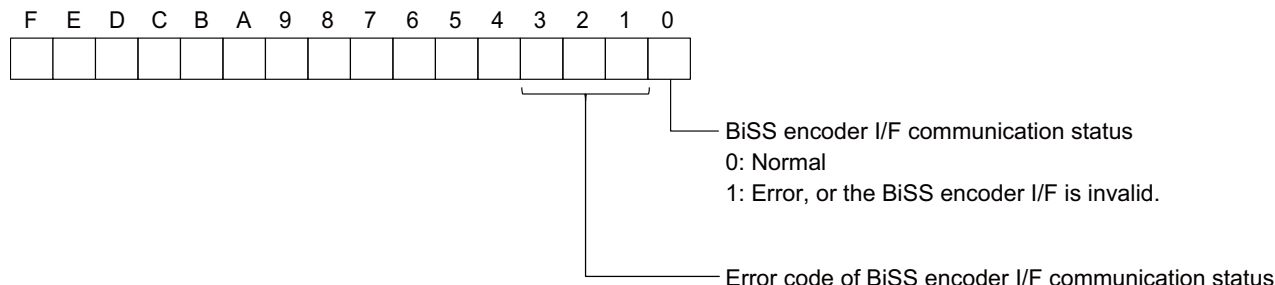 F E D C B A 9 8 7 6 5 4 3 2 1 0
BiSS encoder I/F communication status
0: Normal
1: Error, or the BiSS encoder I/F is invalid.
Error code of BiSS encoder I/F communication status